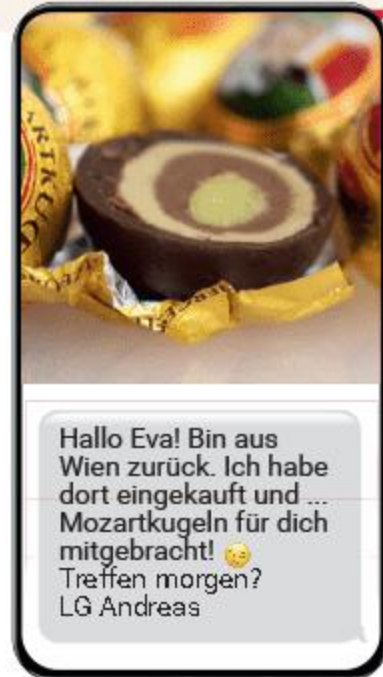 Hallo Eva! Bin aus
Wien zurück. Ich habe
dort eingekauft und ...
Mozartkugeln für dich
mitgebracht! 😉
Treffen morgen?
LG Andreas